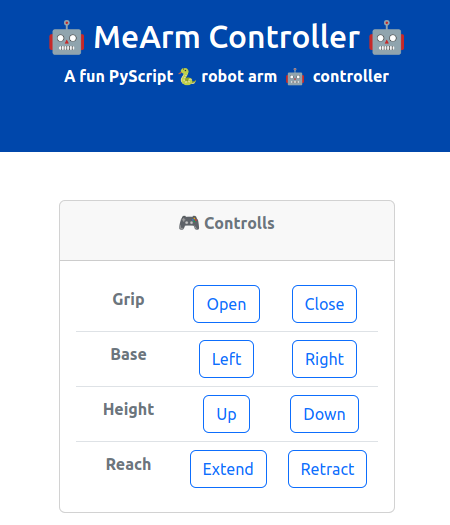 🤖 MeArm Controller 🤖
A fun PyScript 🐍 robot arm 🤖 controller
🎮 Controlls
Grip Open Close
Base Left Right
Height Up Down
Reach Extend Retract